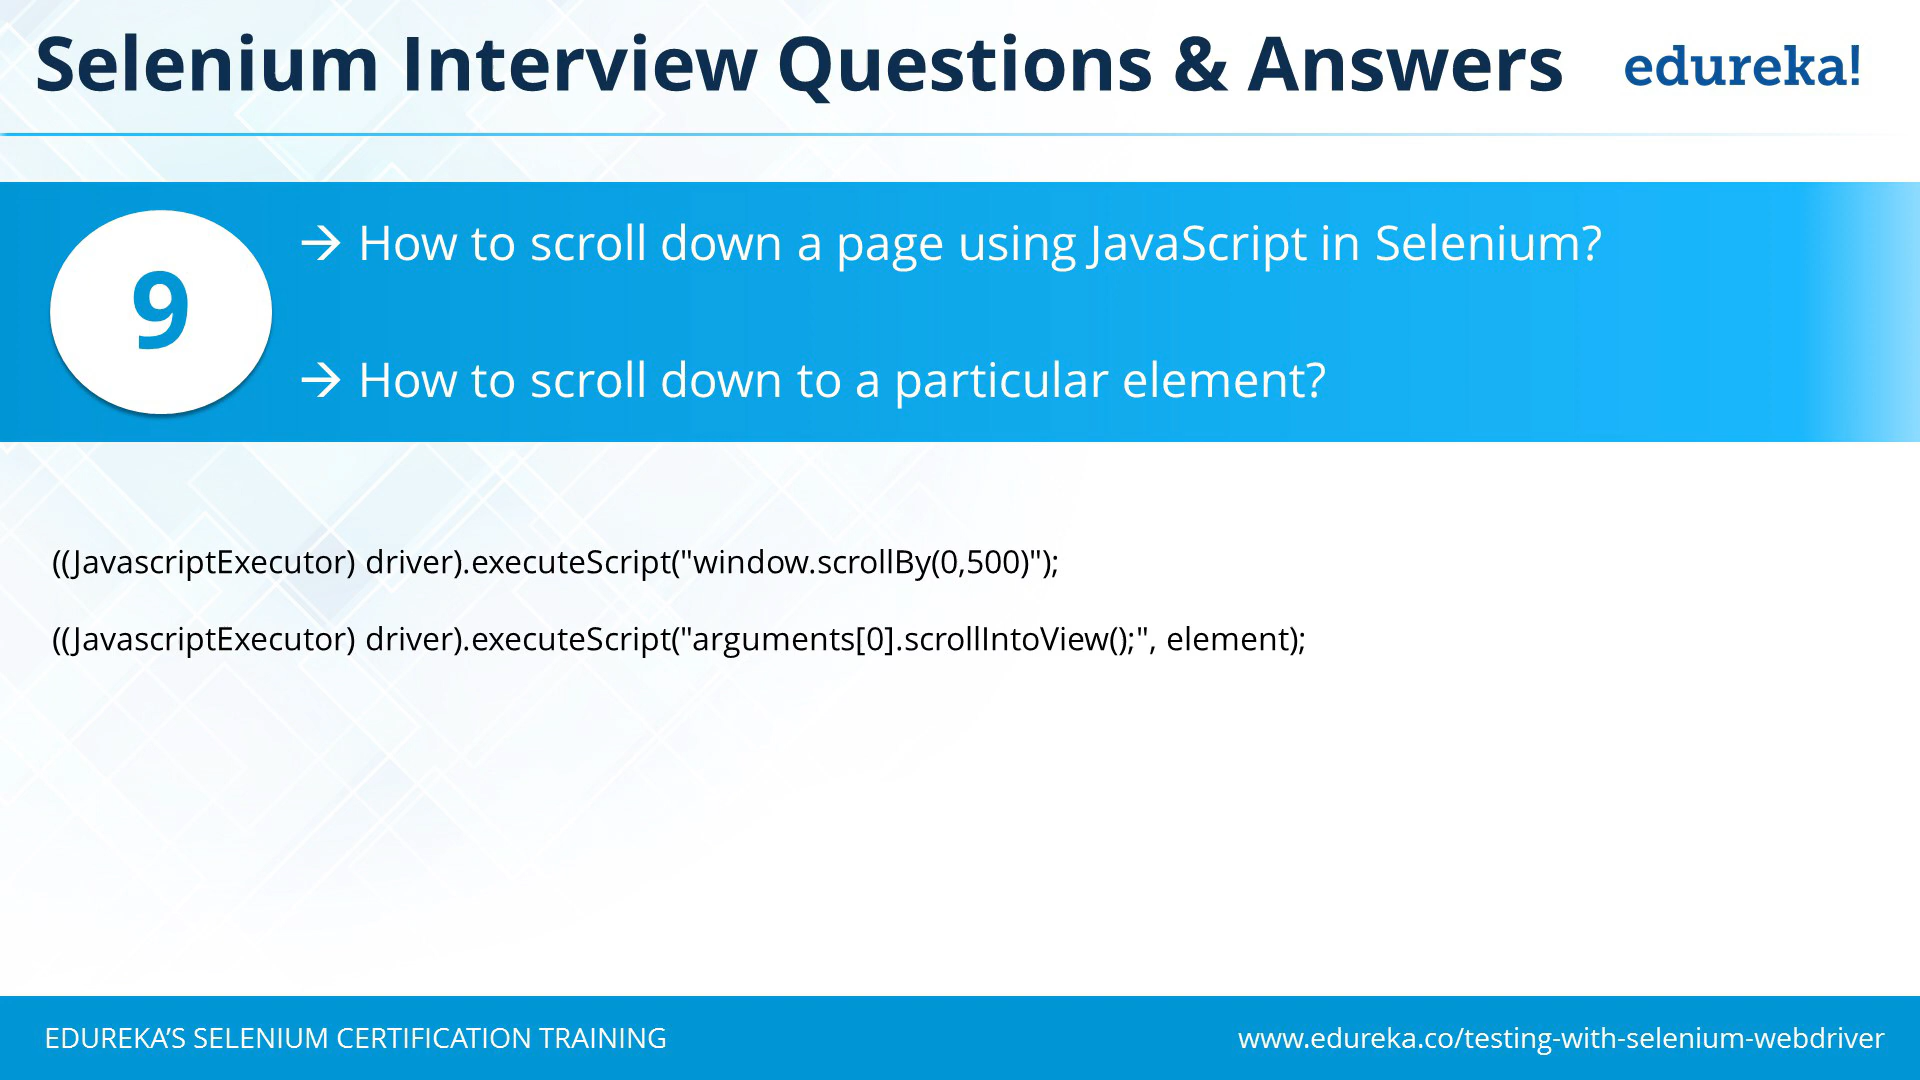 Selenium Interview Questions & Answers
edureka!
9
→ How to scroll down a page using JavaScript in Selenium?
→ How to scroll down to a particular element?
((JavascriptExecutor) driver).executeScript("window.scrollBy(0,500)");
((JavascriptExecutor) driver).executeScript("arguments[0].scrollIntoView();", element);
EDUREKA’S SELENIUM CERTIFICATION TRAINING
www.edureka.co/testing-with-selenium-webdriver